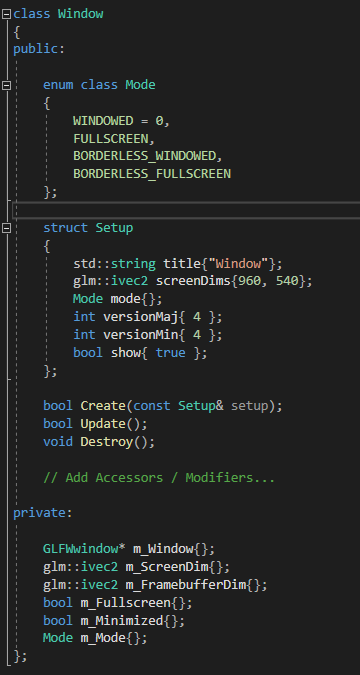 class Window
{
public:
enum class Mode
{
WINDOWED = 0,
FULLSCREEN,
BORDERLESS_WINDOWED,
BORDERLESS_FULLSCREEN
};
struct Setup
{
std::string title{"Window"};
glm::ivec2 screenDims{960, 540};
Mode mode{};
int versionMaj{ 4 };
int versionMin{ 4 };
bool show{ true };
};
bool Create(const Setup& setup);
bool Update();
void Destroy();
// Add Accessors / Modifiers...
private:
GLFWwindow* m_Window{};
glm::ivec2 m_ScreenDim{};
glm::ivec2 m_FramebufferDim{};
bool m_Fullscreen{};
bool m_Minimized{};
Mode m_Mode{};
};